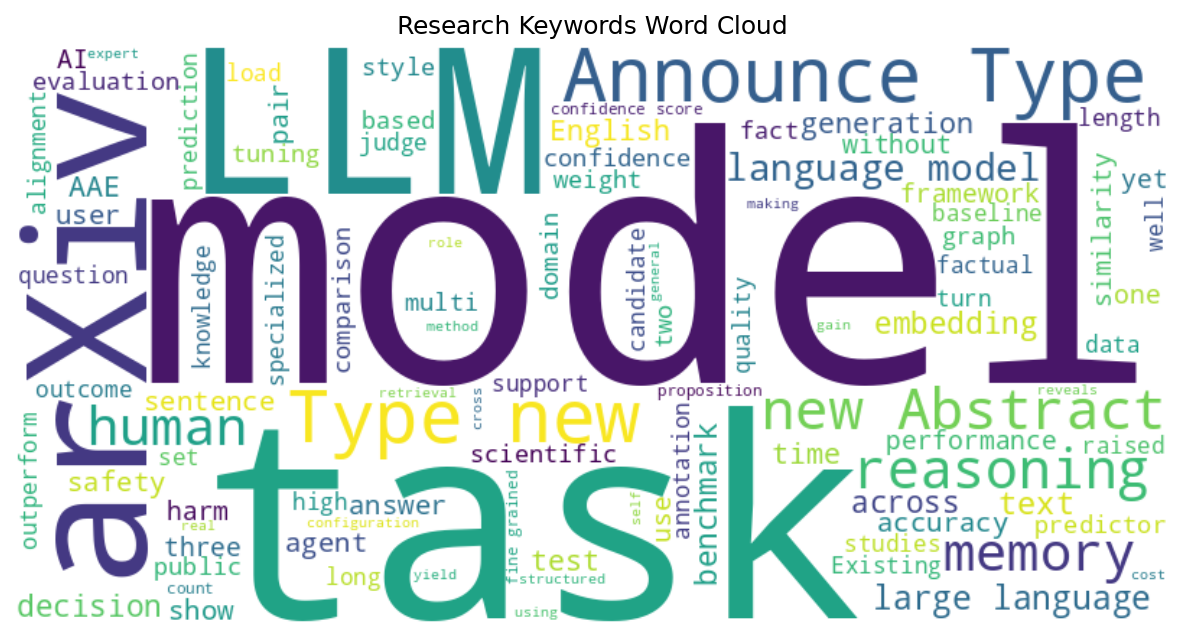 Research Keywords Word Cloud
AI
expert
evaluation
load
style
pair
prediction
alignment
LLM
based
judge
tuning
AAE
user
arXiv
question
Announce Type
confidence score
English
confidence
weight
fact
generation
without
length
language model
framework
baseline
graph
factual
similarity
yet
well
making
model
knowledge
specialized
comparison
role
multi
method
domain
candidate
general
two
quality
gain
turn
embedding
one
data
outcome
sentence
retrieval
cross
support
proposition
reveals
human
Type new
new Abstract
set
scientific
annotation
benchmark
time
performance
raised
reasoning
outperform
safety
harm
real
three
public
count
decision
show
task
high
answer
configuration
agent
long
yield
fine grained
structured
using
test
self
use
across
text
accuracy
predictor
studies
Existing
memory
cost
large language